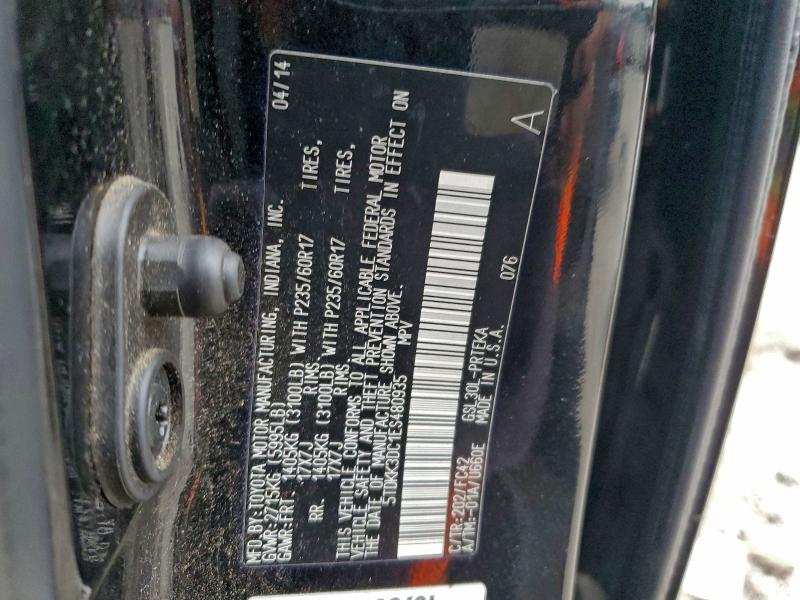 MFD.BY:TOYOTA MOTOR MANUFACTURING, INDIANA, INC. 04/14
GVWR:2715KG (5995LB)
GAWR:FRT. 1405KG (3100LB) WITH P235/60R17 TIRES,
17X7J RIMS,
RR. 1405KG (3100LB) WITH P235/60R17 TIRES,
17X7J RIMS,
THIS VEHICLE CONFORMS TO ALL APPLICABLE FEDERAL MOTOR
VEHICLE SAFETY AND THEFT PREVENTION STANDARDS IN EFFECT ON
THE DATE OF MANUFACTURE SHOWN ABOVE.
5TDKK3DC1ES480935 MPV
C/TR:202/FC42 GSL30L-PRTEKA 076 A
A/TM:-01A/U660E MADE IN U.S.A.